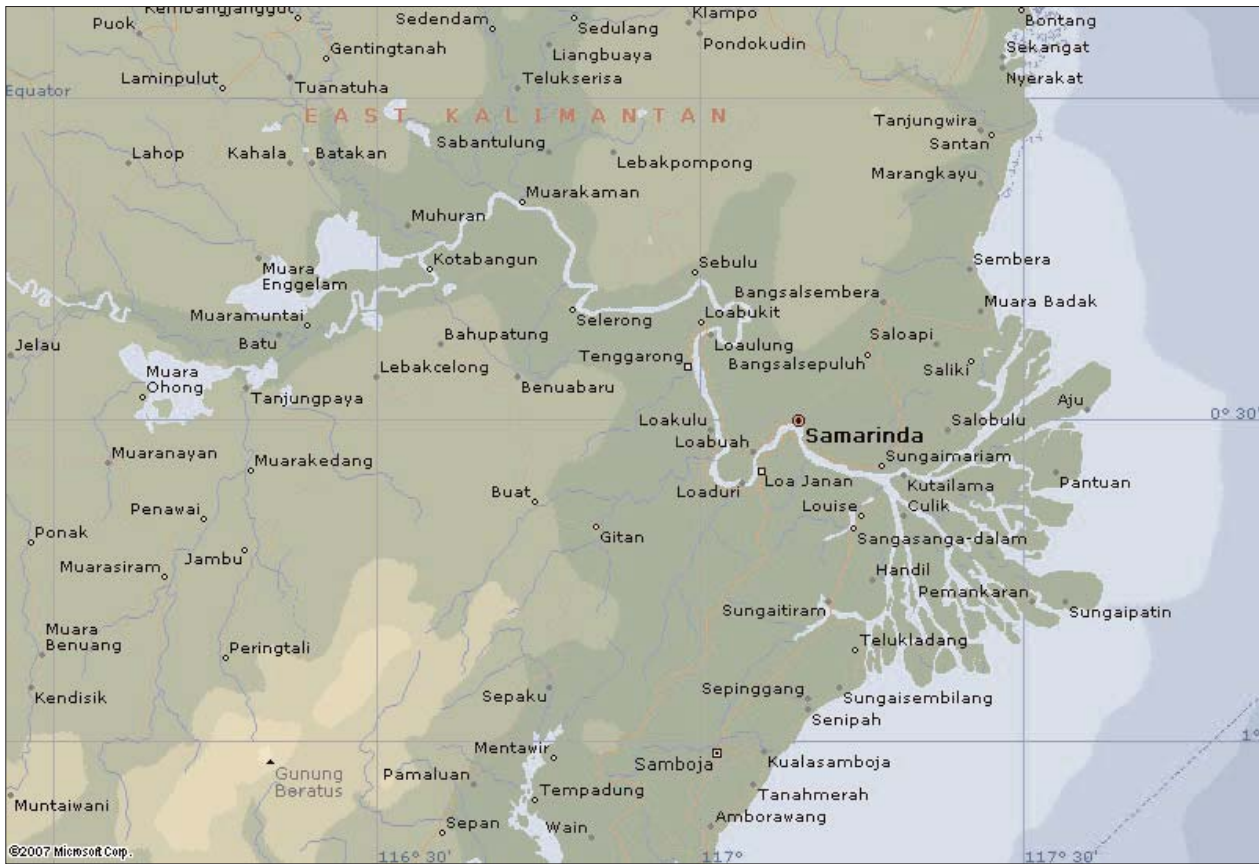 Kembangjanggut
Sedendam
Sedulang
Klampo
Bontang
Puok
Pondokudin
Sekangat
Gentingtanah
Liangbuaya
Nyerakat
Laminpulut
Tuanatuha
Telukserisa
Equator
EAST KALIMANTAN
Tanjungwira
Santan
Sabantulung
Lahop
Kahala
Batakan
Lebakpompong
Marangkayu
Muarakaman
Muhuran
Kotabangun
Sebulu
Sembera
Muara
Enggelam
Bangsalsembera
Muara Badak
Muaramuntai
Selerong
Loabukit
Batu
Bahupatung
Loaulung
Saloapi
Jelau
Tenggarong
Bangsalsepuluh
Saliki
Muara
Ohong
Lebakcelong
Benuabaru
Tanjungpaya
Aju
0° 30'
Loakulu
Samarinda
Salobulu
Loabuah
Muaranayan
Muarakedang
Sungaimariam
Loaduri
Loa Janan
Kutailama
Pantuan
Buat
Penawai
Louise
Culik
Ponak
Gitan
Sangasanga-dalam
Jambu
Muarasiram
Handil
Pemankaran
Sungaitiram
Sungaipatin
Muara
Benuang
Peringtali
Telukladang
Kendisik
Sepaku
Sepinggang
Sungaisembilang
Senipah
1°
Mentawir
Samboja
Kualasamboja
Gunung
Beratus
Pamaluan
Muntaiwani
Tempadung
Tanahmerah
Sepan
Wain
Amborawang
©2007 Microsoft Corp.
116° 30'
117°
117° 30'